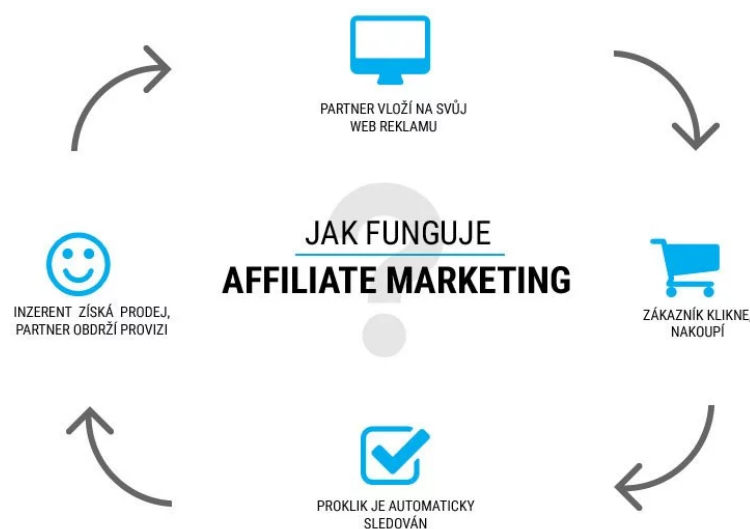 PARTNER VLOŽÍ NA SVŮJ
WEB REKLAMU
JAK FUNGUJE
AFFILIATE MARKETING
?
INZERENT ZÍSKÁ PRODEJ,
PARTNER OBDRŽÍ PROVIZI
ZÁKAZNÍK KLIKNE,
NAKOUPÍ
PROKLIK JE AUTOMATICKY
SLEDOVÁN